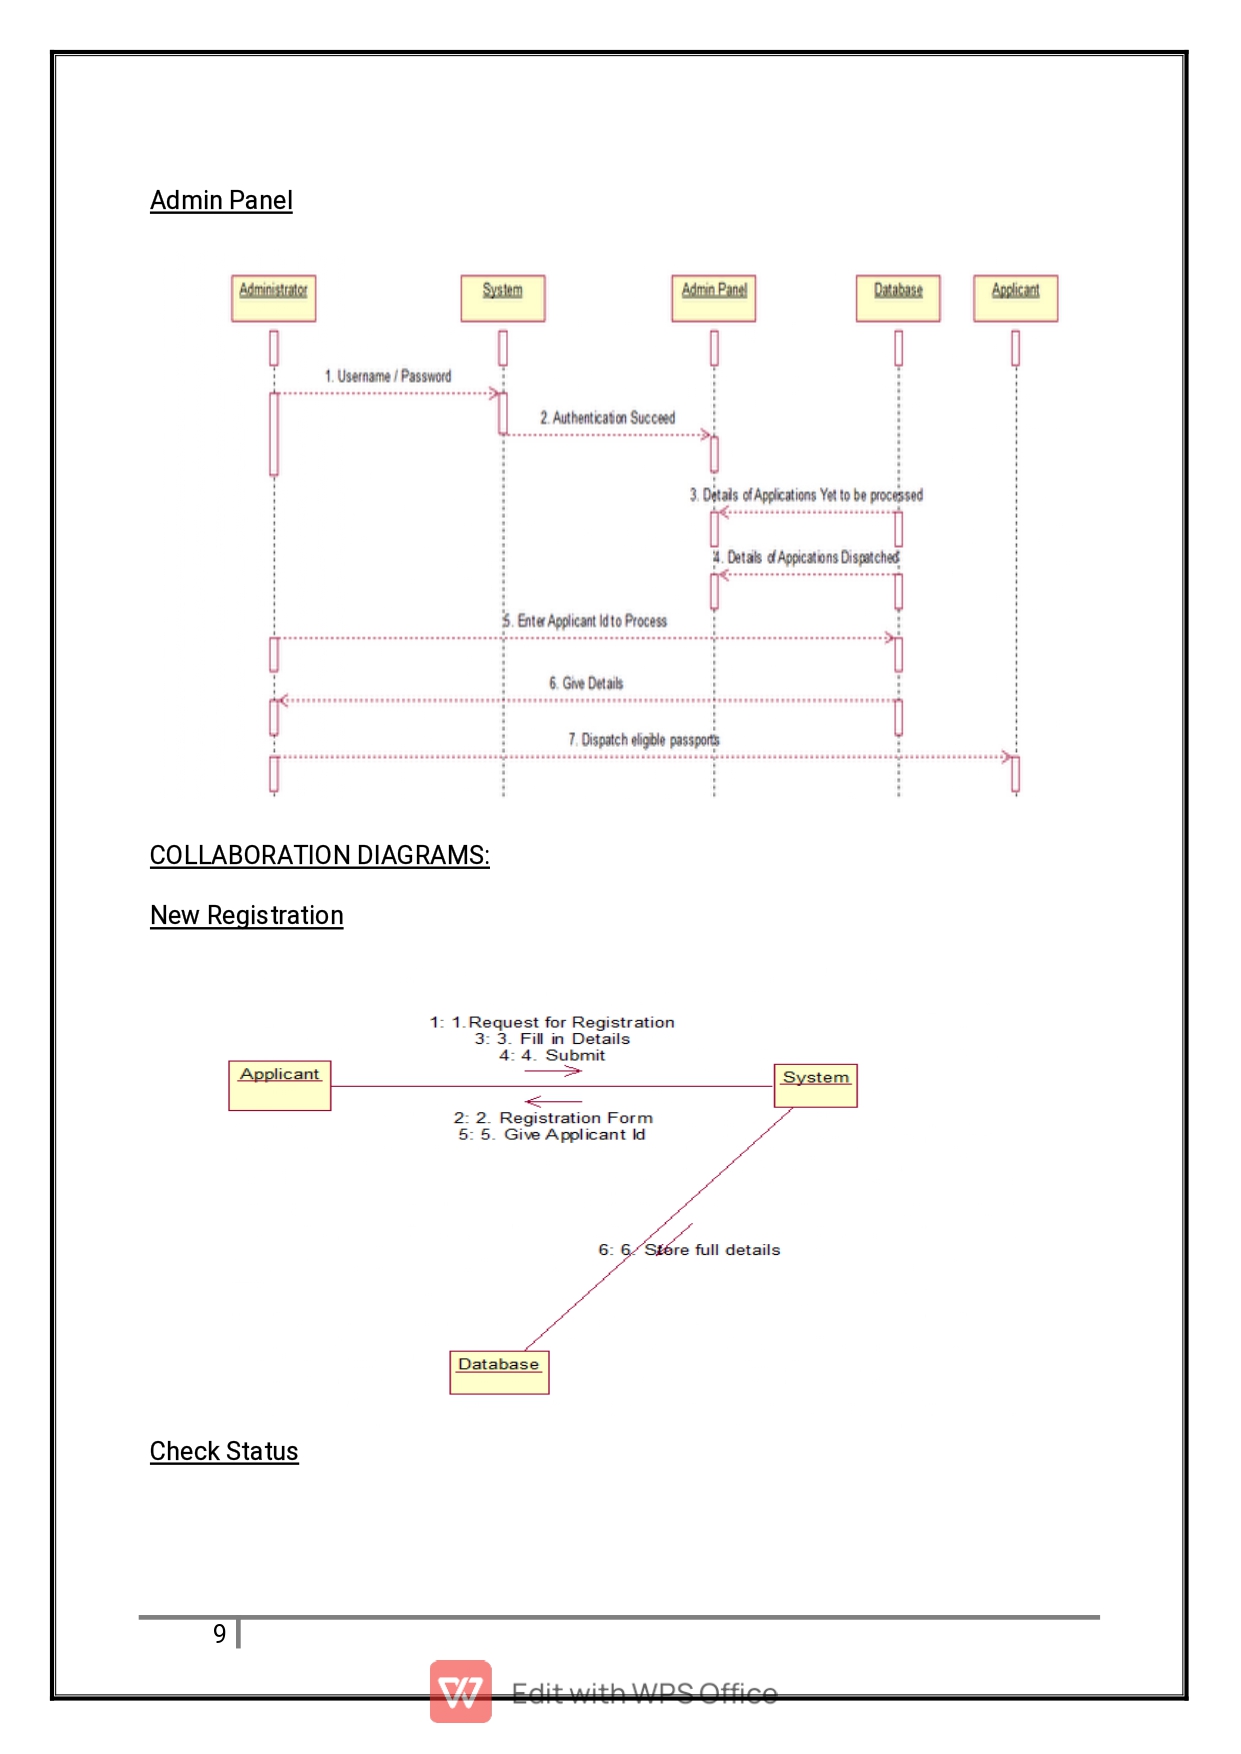 Admin Panel
Administrator System Admin Panel Database Applicant
1. Username / Password
2. Authentication Succeed
3. Details of Applications Yet to be processed
4. Details of Appications Dispatched
5. Enter Applicant Id to Process
6. Give Details
7. Dispatch eligible passports
COLLABORATION DIAGRAMS:
New Registration
1: 1.Request for Registration
3: 3. Fill in Details
4: 4. Submit
Applicant
System
2: 2. Registration Form
5: 5. Give Applicant Id
6: 6. Store full details
Database
Check Status
9
Edit with WPS Office